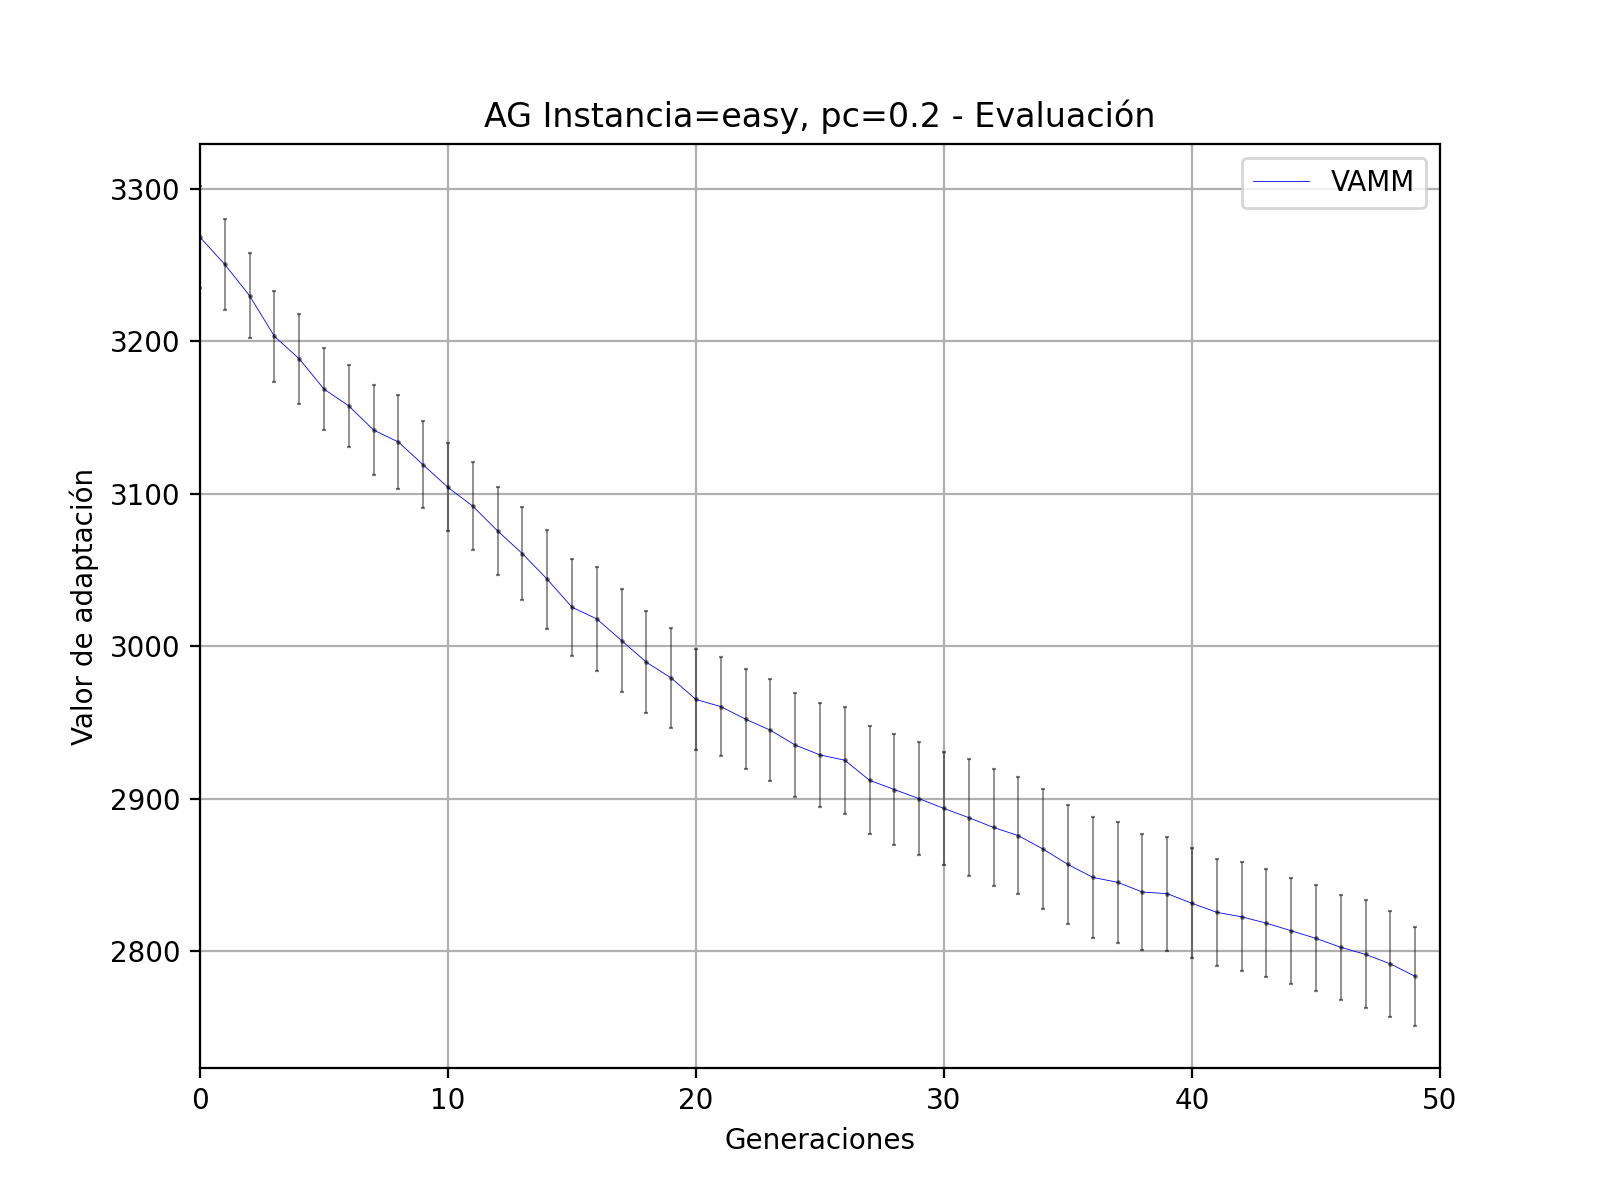 AG Instancia=easy, pc=0.2 - Evaluación
VAMM
3300
3200
3100
3000
2900
2800
Valor de adaptación
0 10 20 30 40 50
Generaciones